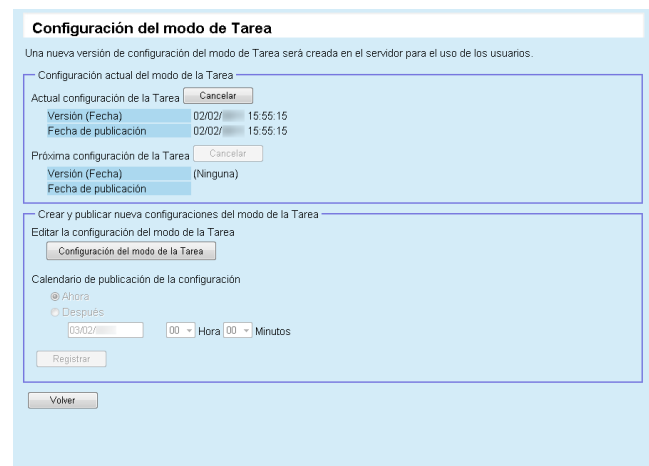 Configuración del modo de Tarea
Una nueva versión de configuración del modo de Tarea será creada en el servidor para el uso de los usuarios.
Configuración actual del modo de la Tarea
Actual configuración de la Tarea Cancelar
Versión (Fecha) 02/02/ 15:55:15
Fecha de publicación 02/02/ 15:55:15
Próxima configuración de la Tarea Cancelar
Versión (Fecha) (Ninguna)
Fecha de publicación
Crear y publicar nueva configuraciones del modo de la Tarea
Editar la configuración del modo de la Tarea
Configuración del modo de la Tarea
Calendario de publicación de la configuración
Ahora
Después
03/02/ 00 Hora 00 Minutos
Registrar
Volver